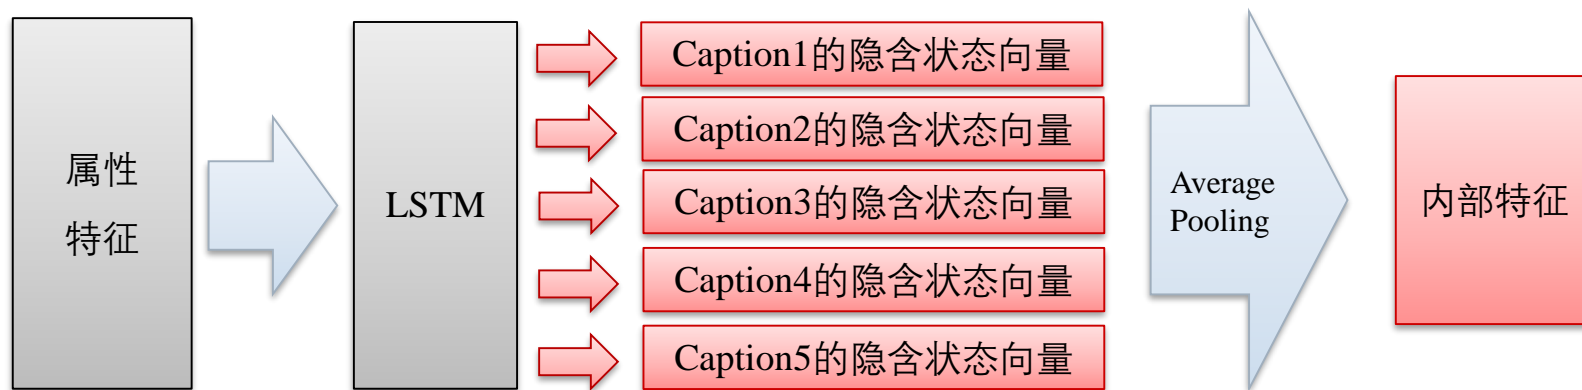 属性
特征
LSTM
Caption1的隐含状态向量
Caption2的隐含状态向量
Caption3的隐含状态向量
Caption4的隐含状态向量
Caption5的隐含状态向量
Average
Pooling
内部特征